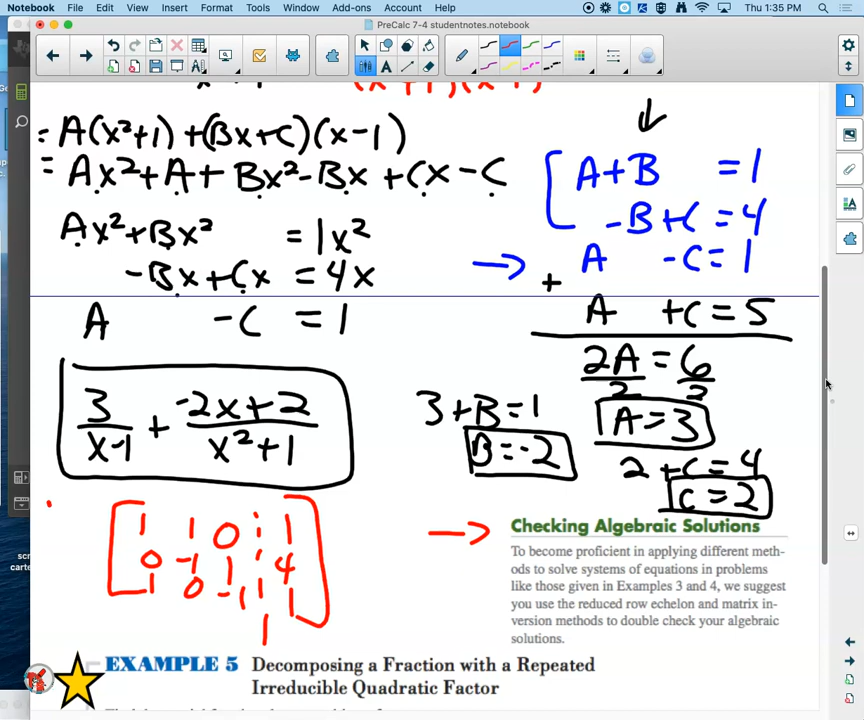 Notebook File Edit View Insert Format Tools Window Add-ons Account Help Thu 1:35 PM
PreCalc 7-4 studentnotes.notebook
= A(x²+1) + (Bx+C)(x-1)
= Ax² + A + Bx² - Bx + Cx - C
Ax² + Bx² = 1x²
-Bx + Cx = 4x
A - C = 1
A + B = 1
-B + C = 4
→ A - C = 1
+ A + C = 5
2A = 6
2 2
A = 3
3 + B = 1
B = -2
2 + C = 4
C = 2
3/(x-1) + (-2x+2)/(x²+1)
1 1 0 ⋮ 1
0 -1 1 ⋮ 4
1 0 -1 ⋮ 1
→
Checking Algebraic Solutions
To become proficient in applying different meth-
ods to solve systems of equations in problems
like those given in Examples 3 and 4, we suggest
you use the reduced row echelon and matrix in-
version methods to double check your algebraic
solutions.
EXAMPLE 5 Decomposing a Fraction with a Repeated
Irreducible Quadratic Factor